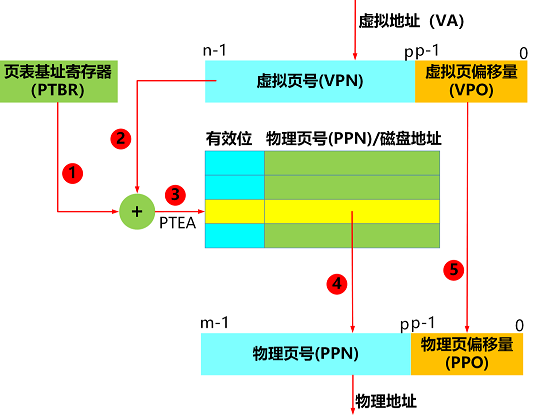 虚拟地址（VA）
n-1
pp-1
0
页表基址寄存器
(PTBR)
虚拟页号(VPN)
虚拟页偏移量
(VPO)
有效位
物理页号(PPN)/磁盘地址
2
1
3
+
PTEA
4
5
m-1
pp-1
0
物理页号(PPN)
物理页偏移量
(PPO)
物理地址